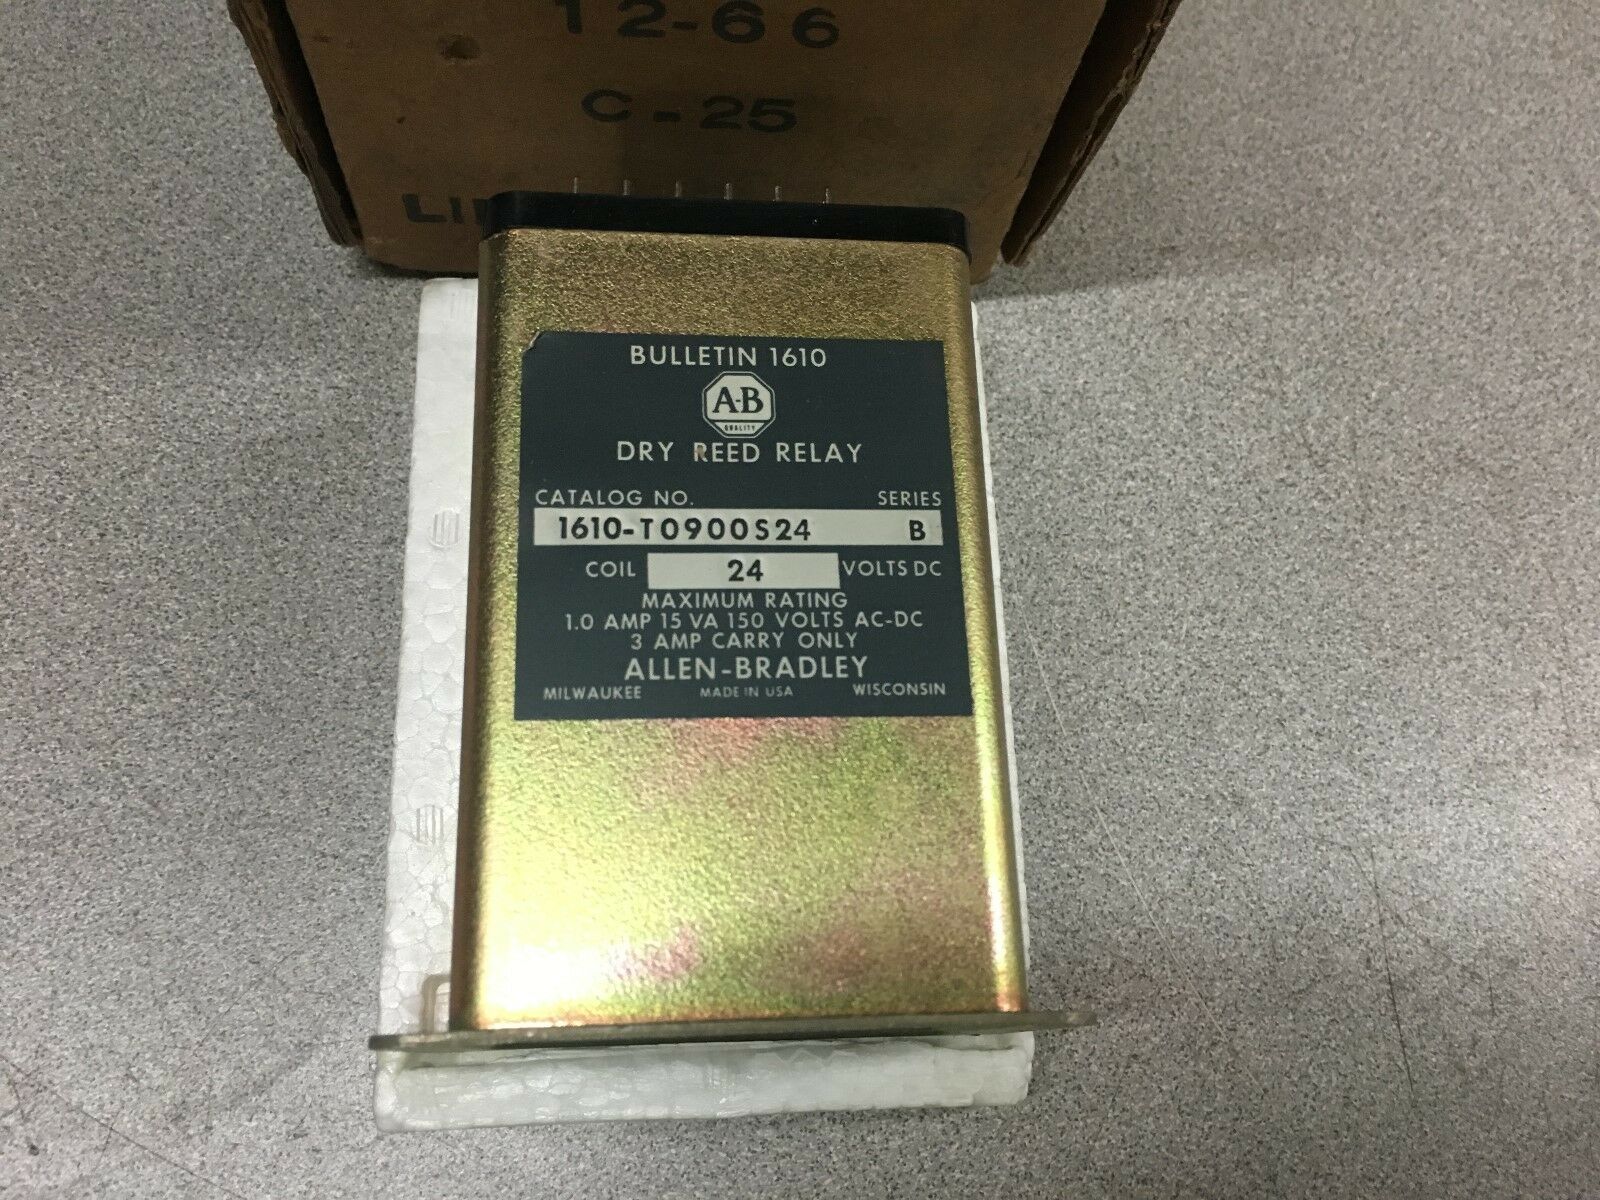 12-66
C-25
BULLETIN 1610
A-B
QUALITY
DRY REED RELAY
CATALOG NO. SERIES
1610-T0900S24 B
COIL 24 VOLTS DC
MAXIMUM RATING
1.0 AMP 15 VA 150 VOLTS AC-DC
3 AMP CARRY ONLY
ALLEN-BRADLEY
MILWAUKEE MADE IN USA WISCONSIN